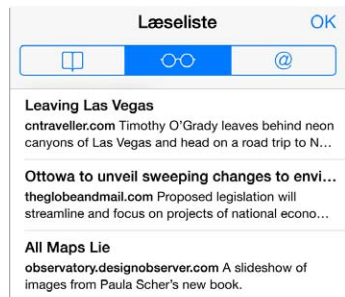 Læseliste OK
@
Leaving Las Vegas
cntraveller.com Timothy O'Grady leaves behind neon
canyons of Las Vegas and head on a road trip to N...
Ottowa to unveil sweeping changes to envi...
theglobeandmail.com Proposed legislation will
streamline and focus on projects of national econo...
All Maps Lie
observatory.designobserver.com A slideshow of
images from Paula Scher's new book.